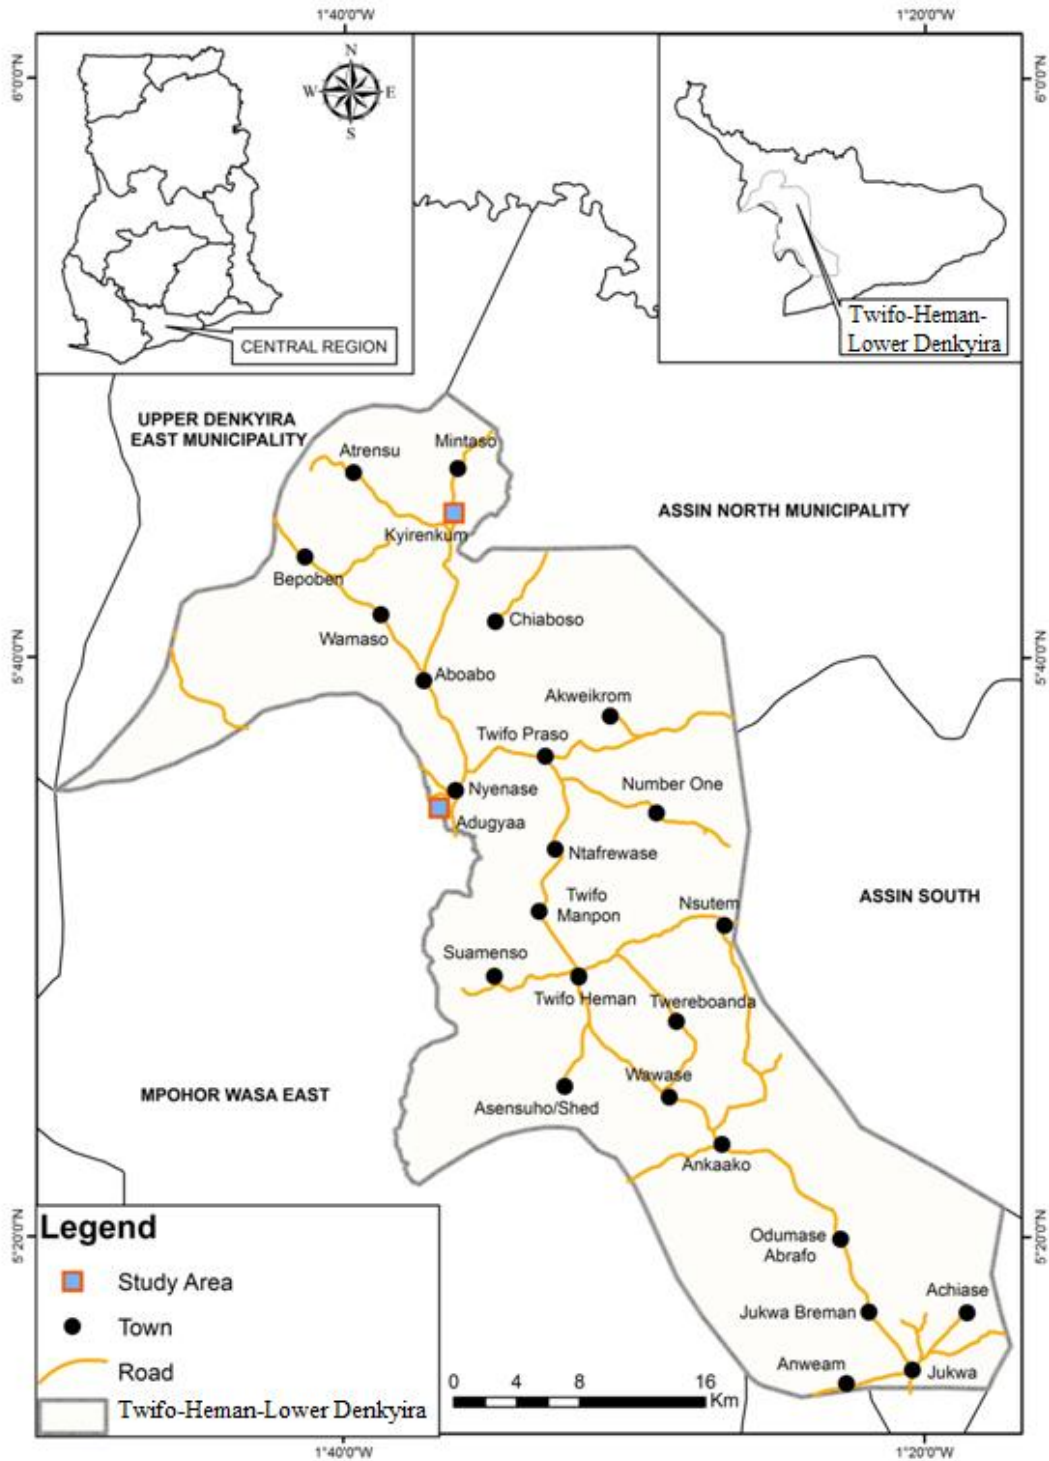 1°40'0"W
1°20'0"W
6°0'0"N
6°0'0"N
N
W
E
S
CENTRAL REGION
Twifo-Heman-
Lower Denkyira
UPPER DENKYIRA
EAST MUNICIPALITY
Atrensu
Mintaso
ASSIN NORTH MUNICIPALITY
Kyirenkum
Bepoben
Chiaboso
Wamaso
5°40'0"N
5°40'0"N
Aboabo
Akweikrom
Twifo Praso
Nyenase
Number One
Adugyaa
Ntafrewase
Twifo
Manpon
Nsutem
ASSIN SOUTH
Suamenso
Twifo Heman
Twereboanda
Wawase
MPOHOR WASA EAST
Asensuho/Shed
Ankaako
5°20'0"N
5°20'0"N
Odumase
Abrafo
Achiase
Jukwa Breman
Anweam
Jukwa
Legend
Study Area
Town
Road
Twifo-Heman-Lower Denkyira
0 4 8 16
Km
1°40'0"W
1°20'0"W